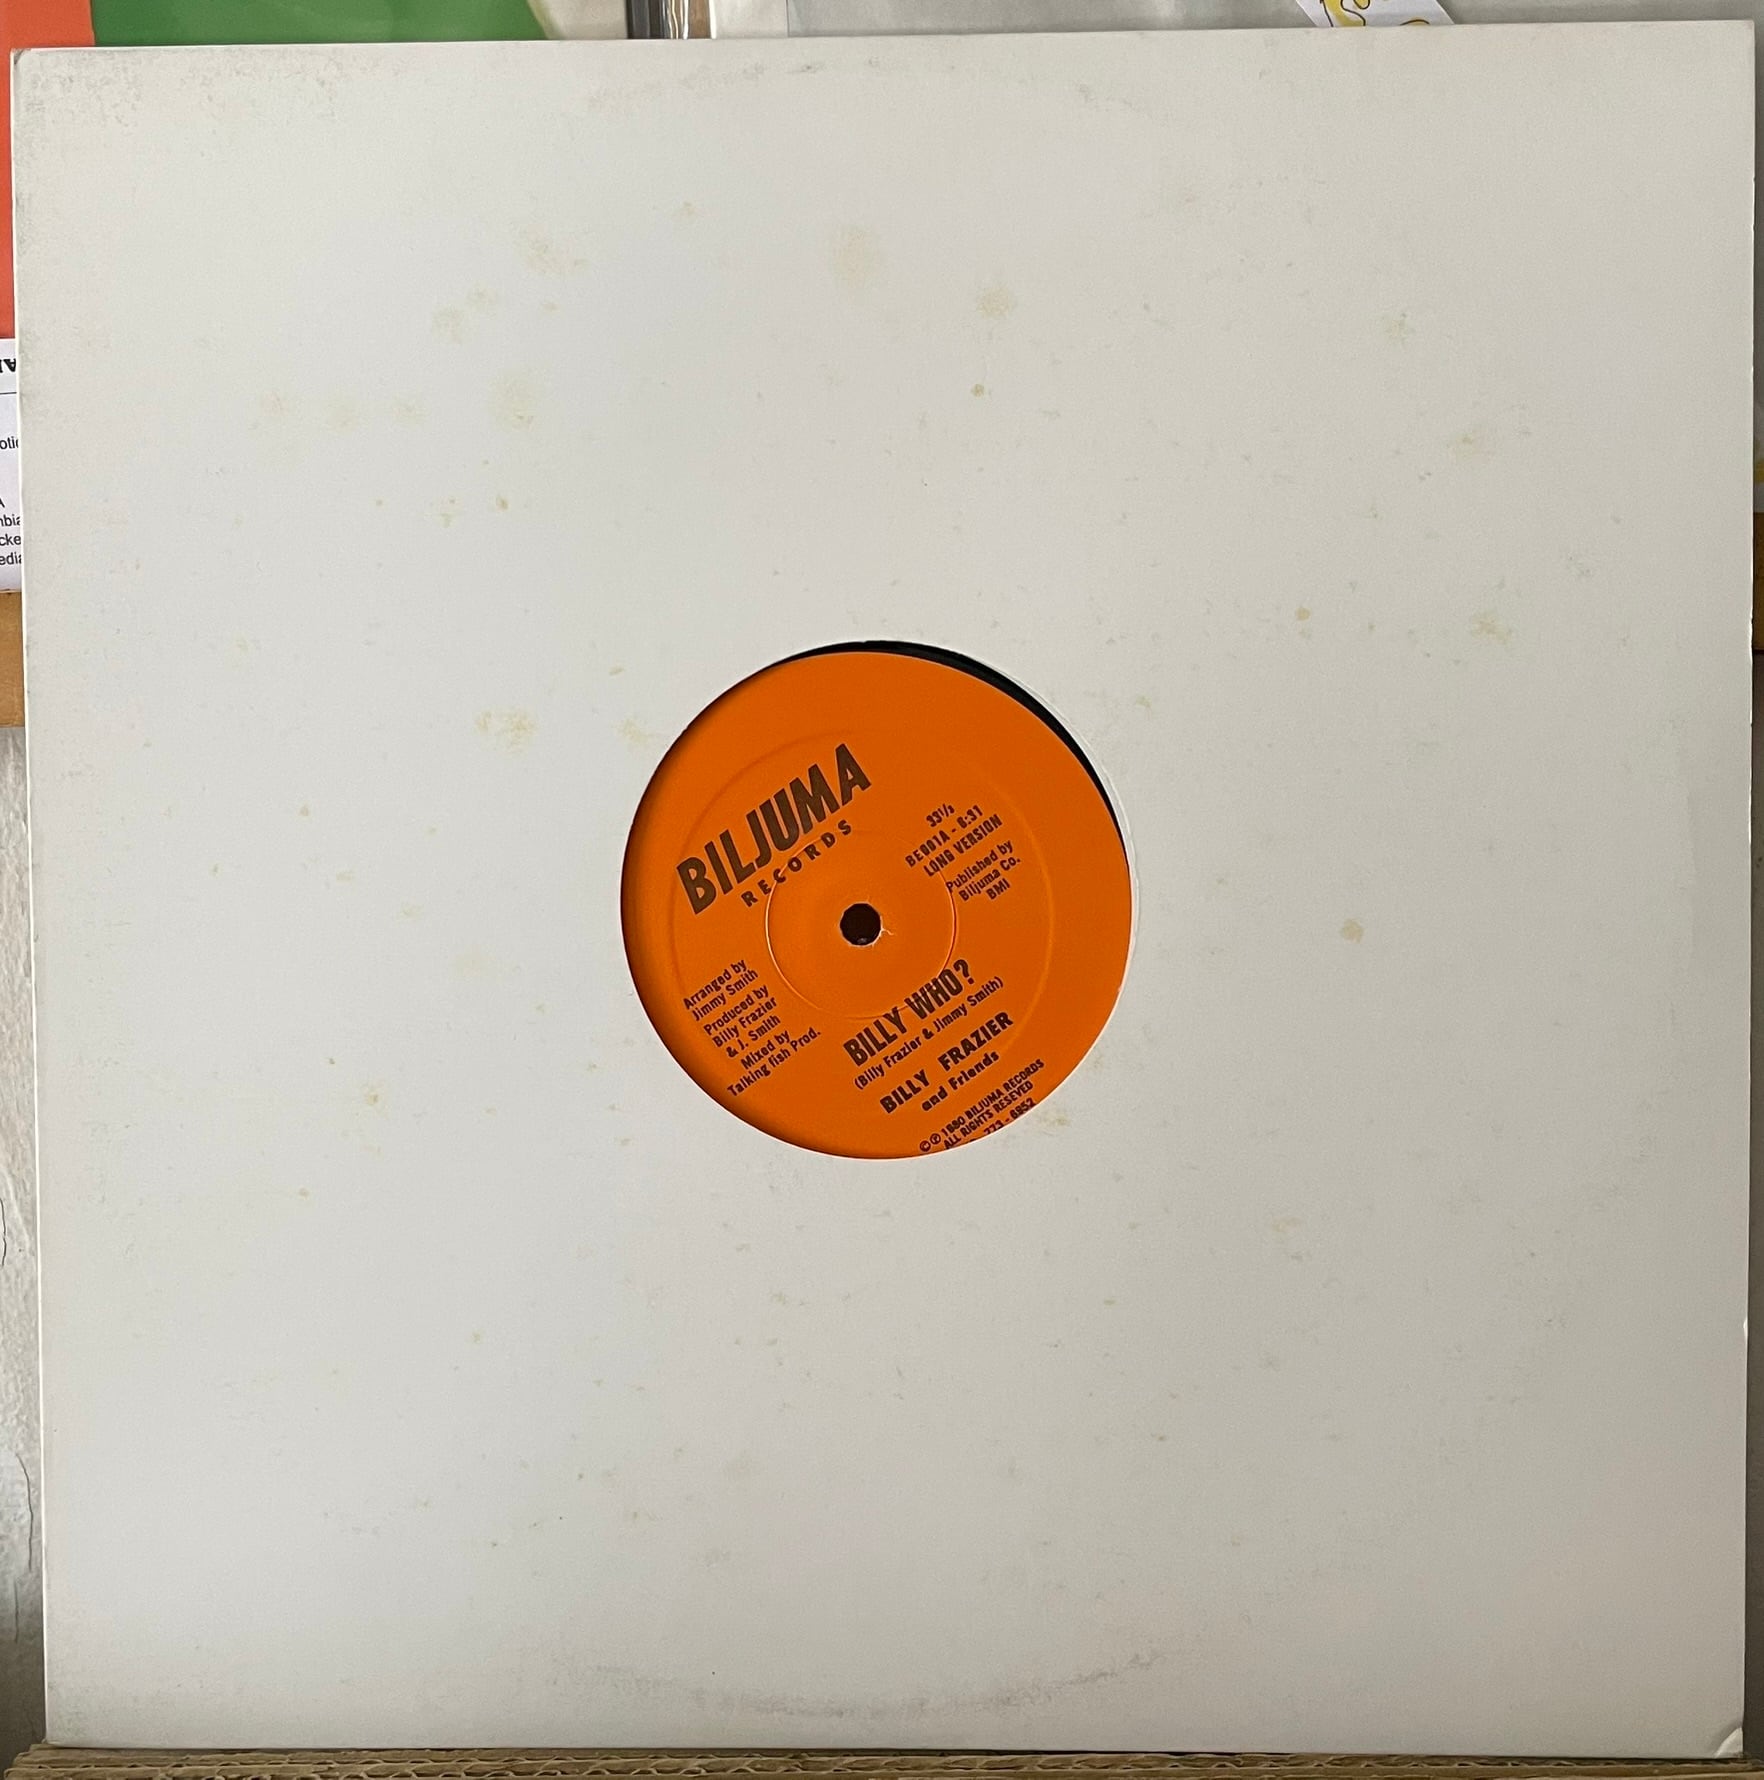 BILJUMA
RECORDS
33⅓
BE001A - 6:31
LONG VERSION
Published by
Biljuma Co.
BMI
Arranged by
Jimmy Smith
Produced by
Billy Frazier
& J. Smith
Mixed by
Talking fish Prod.
BILLY WHO?
(Billy Frazier & Jimmy Smith)
BILLY FRAZIER
and Friends
©℗ 1980 BILJUMA RECORDS
ALL RIGHTS RESEVED
773-6952